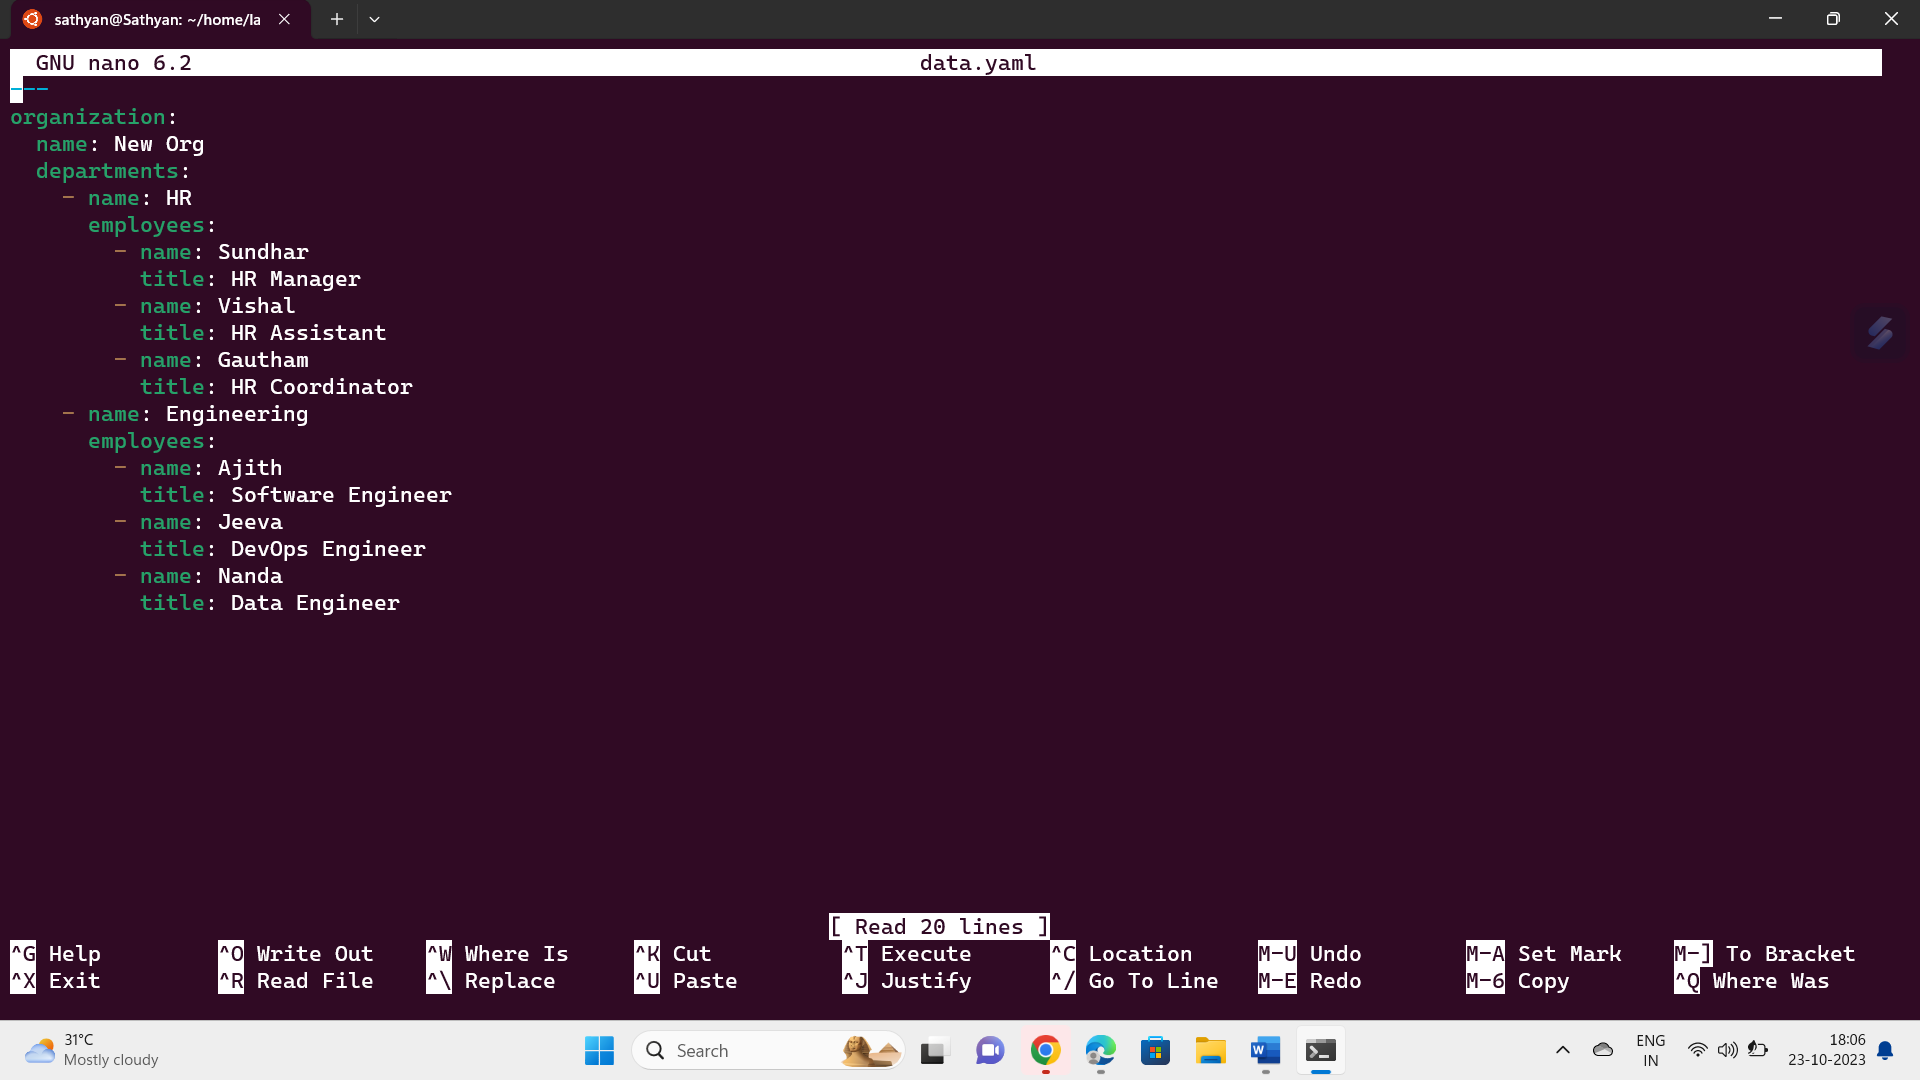 sathyan@Sathyan: ~/home/la
GNU nano 6.2 data.yaml
---
organization:
  name: New Org
  departments:
    - name: HR
      employees:
        - name: Sundhar
          title: HR Manager
        - name: Vishal
          title: HR Assistant
        - name: Gautham
          title: HR Coordinator
    - name: Engineering
      employees:
        - name: Ajith
          title: Software Engineer
        - name: Jeeva
          title: DevOps Engineer
        - name: Nanda
          title: Data Engineer
[ Read 20 lines ]
^G Help ^O Write Out ^W Where Is ^K Cut ^T Execute ^C Location M-U Undo M-A Set Mark M-] To Bracket
^X Exit ^R Read File ^\ Replace ^U Paste ^J Justify ^/ Go To Line M-E Redo M-6 Copy ^Q Where Was
31°C
Mostly cloudy
Search
W
ENG
IN
18:06
23-10-2023